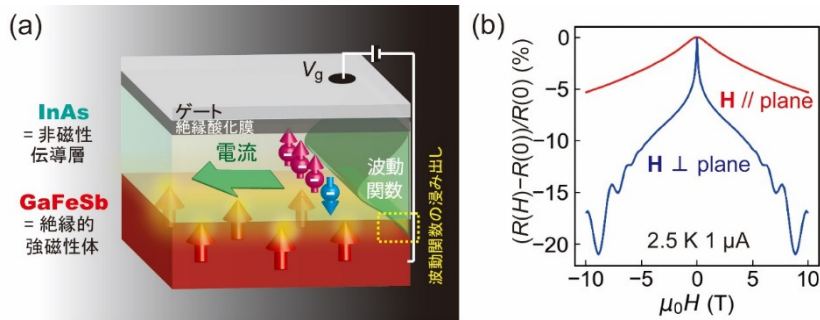 (a)
Vg
InAs
= 非磁性
伝導層
ゲート
絶縁酸化膜
電流
波動
関数
GaFeSb
= 絶縁的
強磁性体
波動関数の浸み出し
(b)
(R(H)−R(0))/R(0) (%)
0
−5
−10
−15
−20
H // plane
H ⊥ plane
2.5 K 1 μA
−10 −5 0 5 10
μ0H (T)